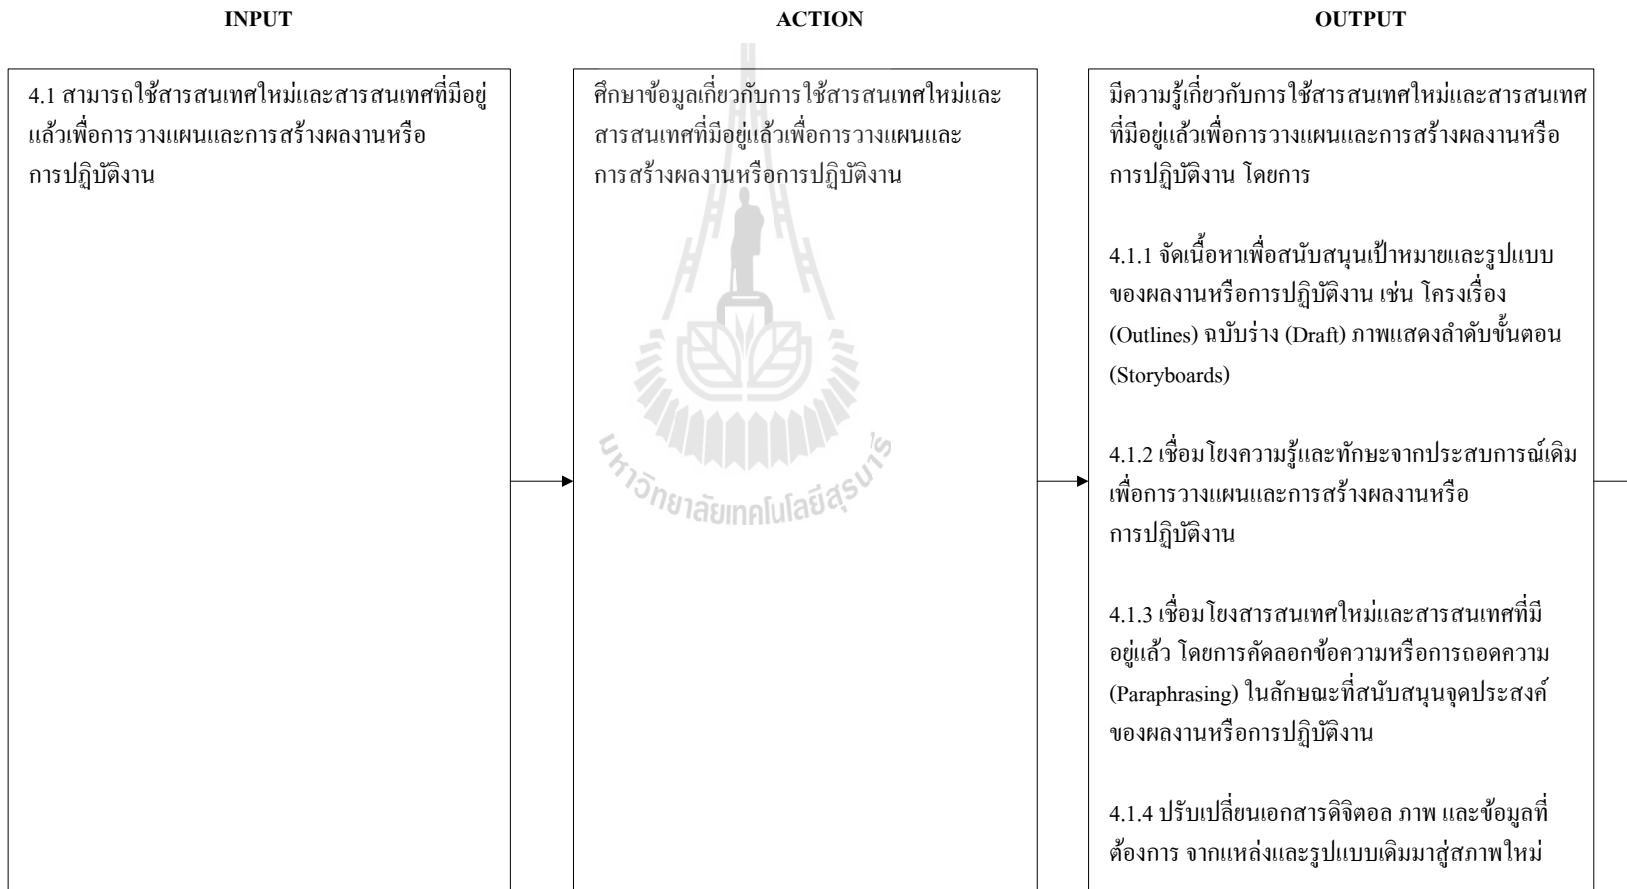 INPUT
ACTION
OUTPUT
4.1 สามารถใช้สารสนเทศใหม่และสารสนเทศที่มีอยู่
แล้วเพื่อการวางแผนและการสร้างผลงานหรือ
การปฏิบัติงาน
ศึกษาข้อมูลเกี่ยวกับการใช้สารสนเทศใหม่และ
สารสนเทศที่มีอยู่แล้วเพื่อการวางแผนและ
การสร้างผลงานหรือการปฏิบัติงาน
มหาวิทยาลัยเทคโนโลยีสุรนารี
มีความรู้เกี่ยวกับการใช้สารสนเทศใหม่และสารสนเทศ
ที่มีอยู่แล้วเพื่อการวางแผนและการสร้างผลงานหรือ
การปฏิบัติงาน โดยการ
4.1.1 จัดเนื้อหาเพื่อสนับสนุนเป้าหมายและรูปแบบ
ของผลงานหรือการปฏิบัติงาน เช่น โครงเรื่อง
(Outlines) ฉบับร่าง (Draft) ภาพแสดงลำดับขั้นตอน
(Storyboards)
4.1.2 เชื่อมโยงความรู้และทักษะจากประสบการณ์เดิม
เพื่อการวางแผนและการสร้างผลงานหรือ
การปฏิบัติงาน
4.1.3 เชื่อมโยงสารสนเทศใหม่และสารสนเทศที่มี
อยู่แล้ว โดยการคัดลอกข้อความหรือการถอดความ
(Paraphrasing) ในลักษณะที่สนับสนุนจุดประสงค์
ของผลงานหรือการปฏิบัติงาน
4.1.4 ปรับเปลี่ยนเอกสารดิจิตอล ภาพ และข้อมูลที่
ต้องการ จากแหล่งและรูปแบบเดิมมาสู่สภาพใหม่